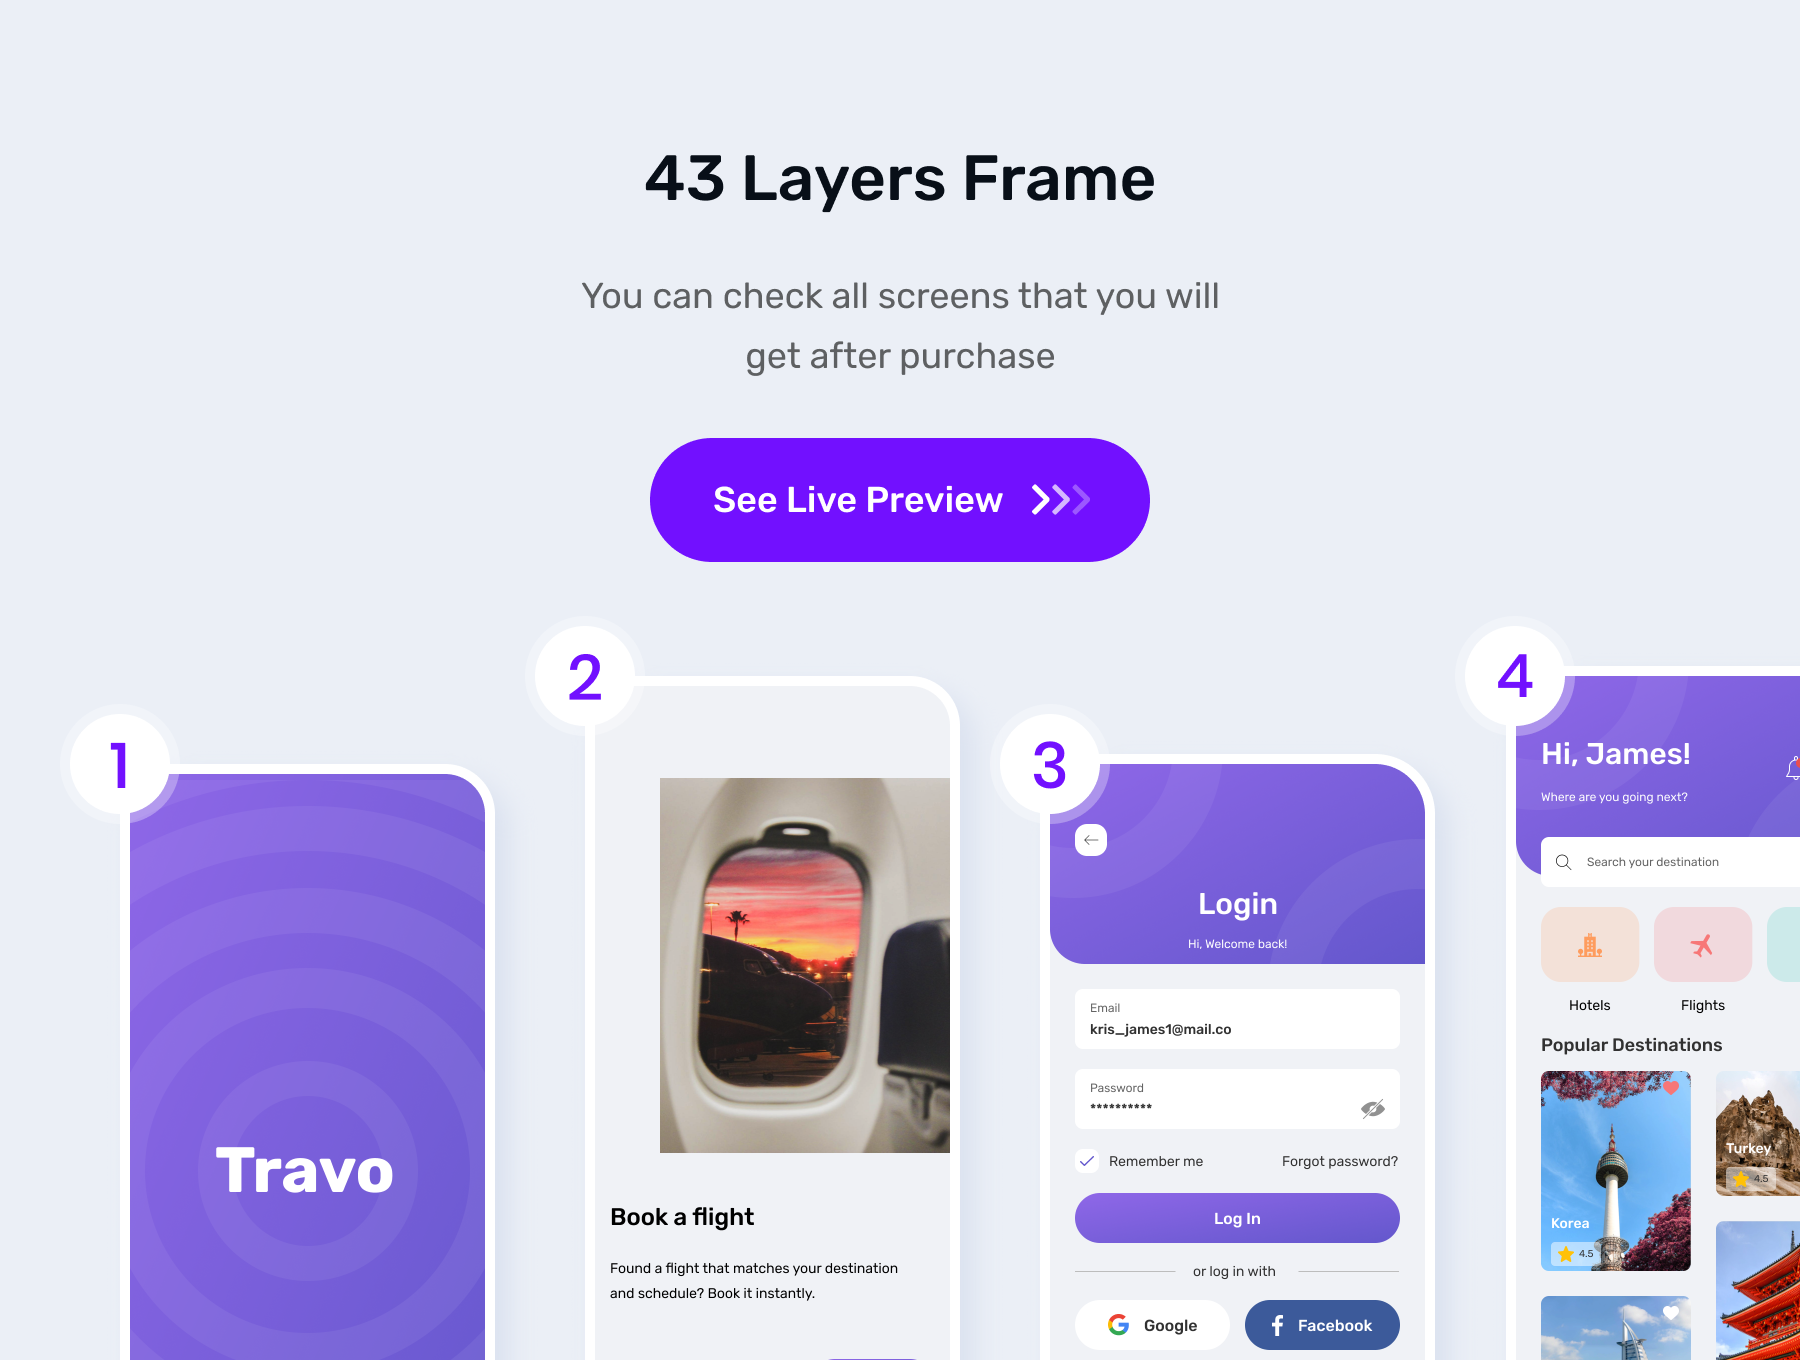 43 Layers Frame
You can check all screens that you will
get after purchase
See Live Preview
1
Travo
2
Book a flight
Found a flight that matches your destination
and schedule? Book it instantly.
3
Login
Hi, Welcome back!
Email
kris_james1@mail.co
Password
**********
Remember me
Forgot password?
Log In
or log in with
Google
Facebook
4
Hi, James!
Where are you going next?
Search your destination
Hotels
Flights
Popular Destinations
Korea
4.5
Turkey
4.5